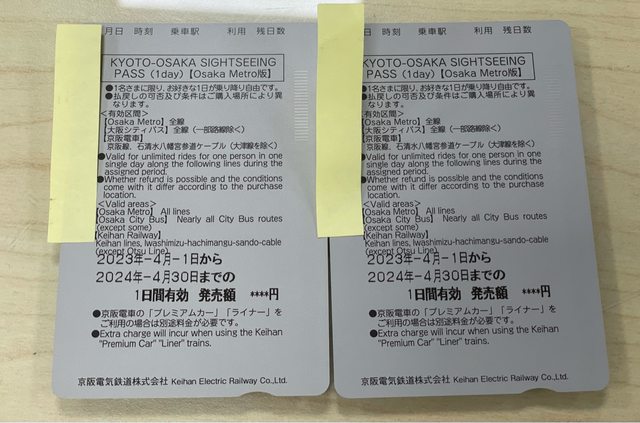 月日 時刻 乗車駅 利用 残日数
KYOTO-OSAKA SIGHTSEEING
PASS (1day)【Osaka Metro版】
●1名さまに限り、お好きな1日が乗り降り自由です。
●払戻しの可否及び条件はご購入場所により異
なります。
<有効区間>
【Osaka Metro】全線
【大阪シティバス】全線(一部路線除く)
【京阪電車】
京阪線、石清水八幡宮参道ケーブル(大津線を除く)
●Valid for unlimited rides for one person in one
single day along the following lines during the
assigned period.
●Whether refund is possible and the conditions
come with it differ according to the purchase
location.
<Valid areas>
【Osaka Metro】 All lines
【Osaka City Bus】 Nearly all City Bus routes
(except some)
【Keihan Railway】
Keihan lines, Iwashimizu-hachimangu-sando-cable
(except Otsu Line)
2023-4月-1日から
2024-4月30日までの
1日間有効 発売額 ****円
●京阪電車の「プレミアムカー」「ライナー」を
ご利用の場合は別途料金が必要です。
●Extra charge will incur when using the Keihan
"Premium Car" "Liner" trains.
京阪電気鉄道株式会社 Keihan Electric Railway Co.,Ltd.
日 時刻 乗車駅 利用 残日数
KYOTO-OSAKA SIGHTSEEING
PASS (1day)【Osaka Metro版】
●1名さまに限り、お好きな1日が乗り降り自由です。
●払戻しの可否及び条件はご購入場所により異
なります。
<有効区間>
【Osaka Metro】全線
【大阪シティバス】全線(一部路線除く)
【京阪電車】
京阪線、石清水八幡宮参道ケーブル(大津線を除く)
●Valid for unlimited rides for one person in one
single day along the following lines during the
assigned period.
●Whether refund is possible and the conditions
come with it differ according to the purchase
location.
<Valid areas>
【Osaka Metro】 All lines
【Osaka City Bus】 Nearly all City Bus routes
(except some)
【Keihan Railway】
Keihan lines, Iwashimizu-hachimangu-sando-cable
(except Otsu Line)
2023-4月-1日から
2024-4月30日までの
1日間有効 発売額 ****円
●京阪電車の「プレミアムカー」「ライナー」を
ご利用の場合は別途料金が必要です。
●Extra charge will incur when using the Keihan
"Premium Car" "Liner" trains.
京阪電気鉄道株式会社 Keihan Electric Railway Co.,Ltd.